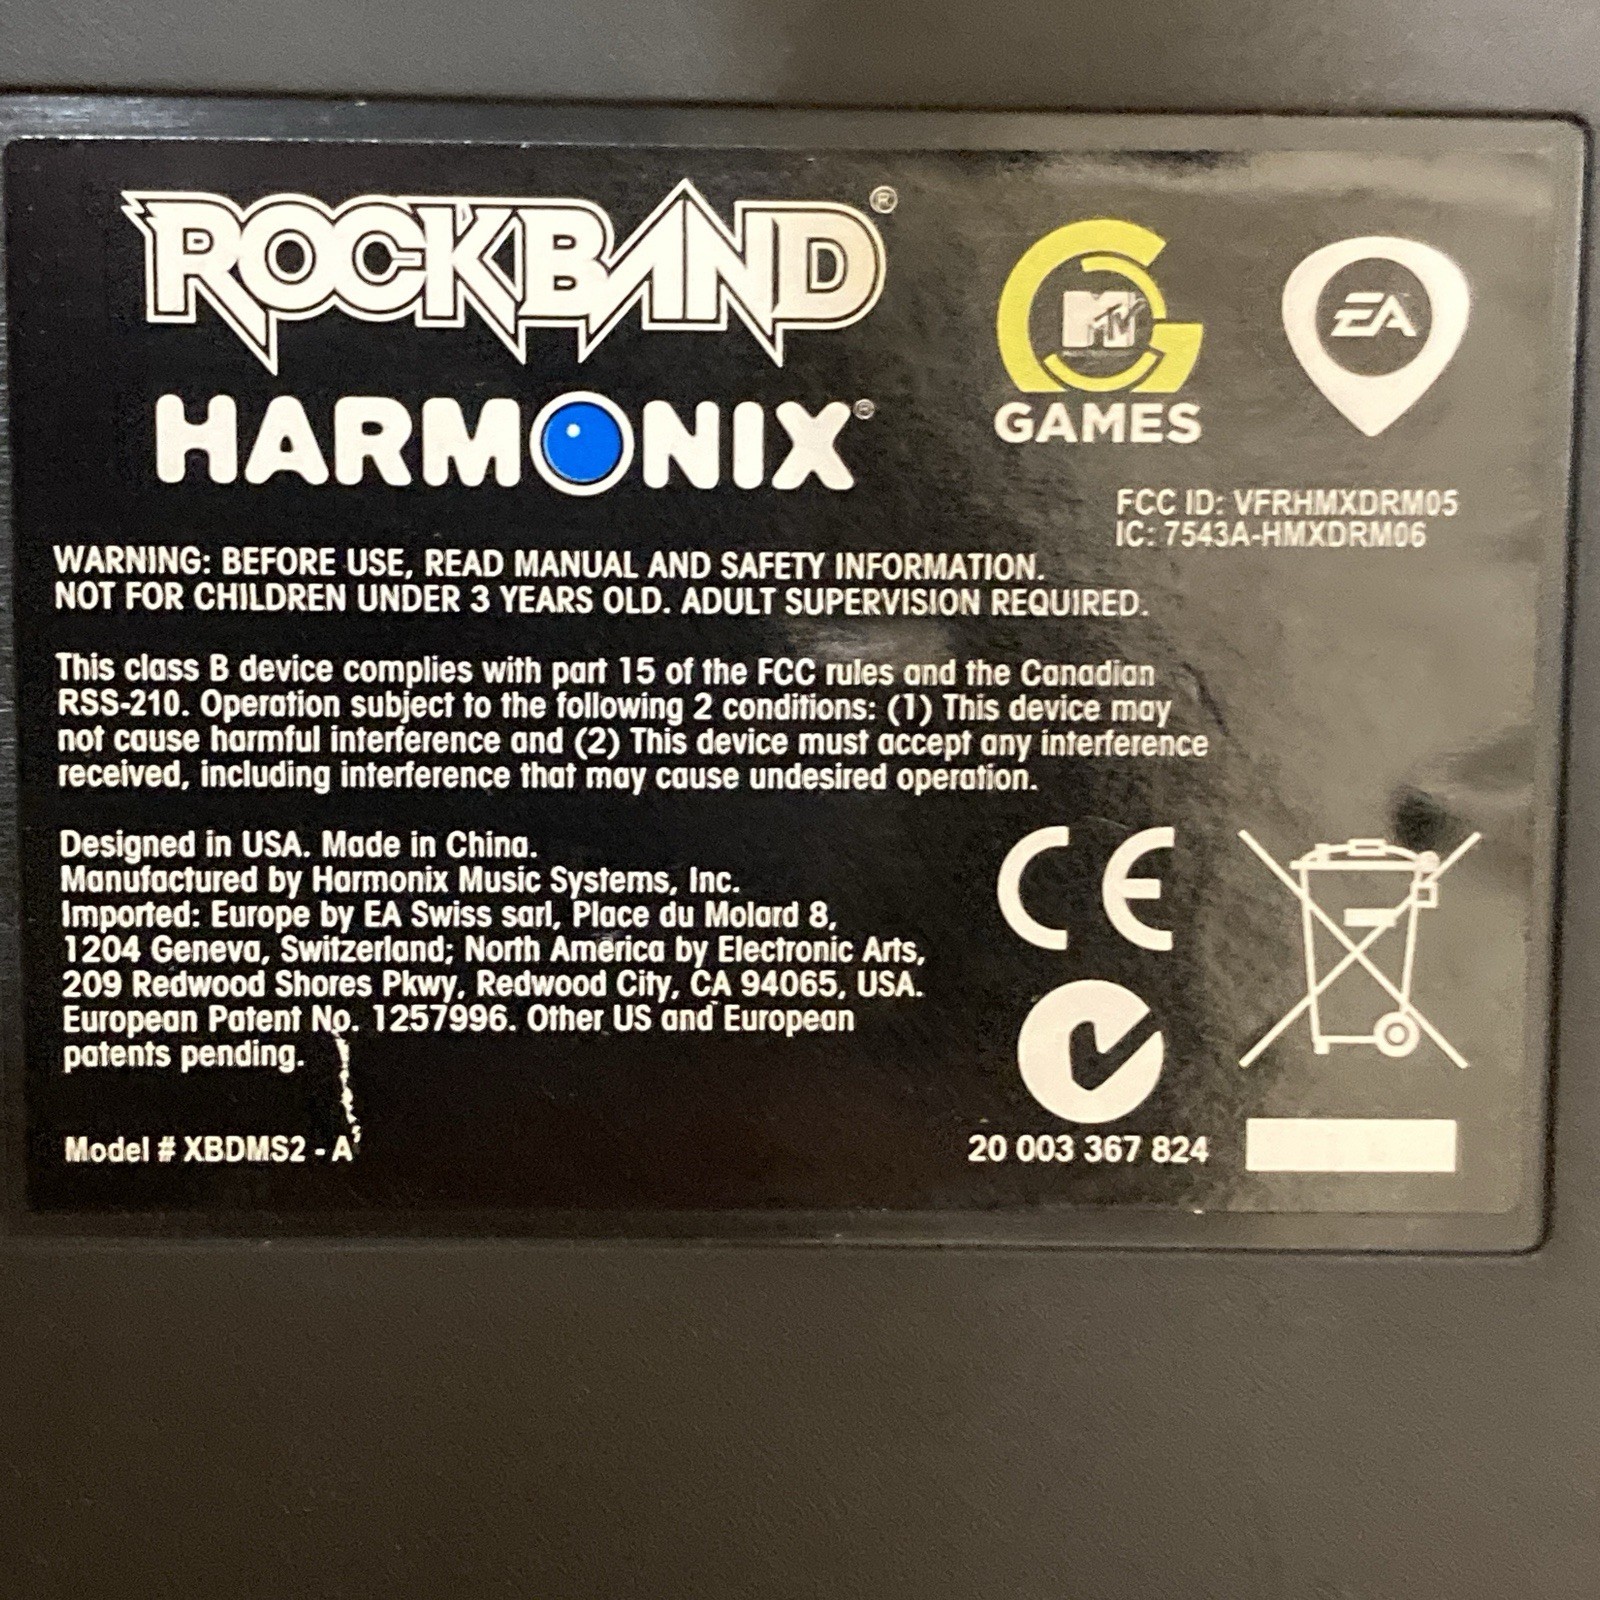 ROCKBAND®
HARMONIX®
MTV
GAMES
EA
FCC ID: VFRHMXDRM05
IC: 7543A-HMXDRM06
WARNING: BEFORE USE, READ MANUAL AND SAFETY INFORMATION.
NOT FOR CHILDREN UNDER 3 YEARS OLD. ADULT SUPERVISION REQUIRED.
This class B device complies with part 15 of the FCC rules and the Canadian
RSS-210. Operation subject to the following 2 conditions: (1) This device may
not cause harmful interference and (2) This device must accept any interference
received, including interference that may cause undesired operation.
Designed in USA. Made in China.
Manufactured by Harmonix Music Systems, Inc.
Imported: Europe by EA Swiss sarl, Place du Molard 8,
1204 Geneva, Switzerland; North America by Electronic Arts,
209 Redwood Shores Pkwy, Redwood City, CA 94065, USA.
European Patent No. 1257996. Other US and European
patents pending.
CE
Model # XBDMS2 - A
20 003 367 824